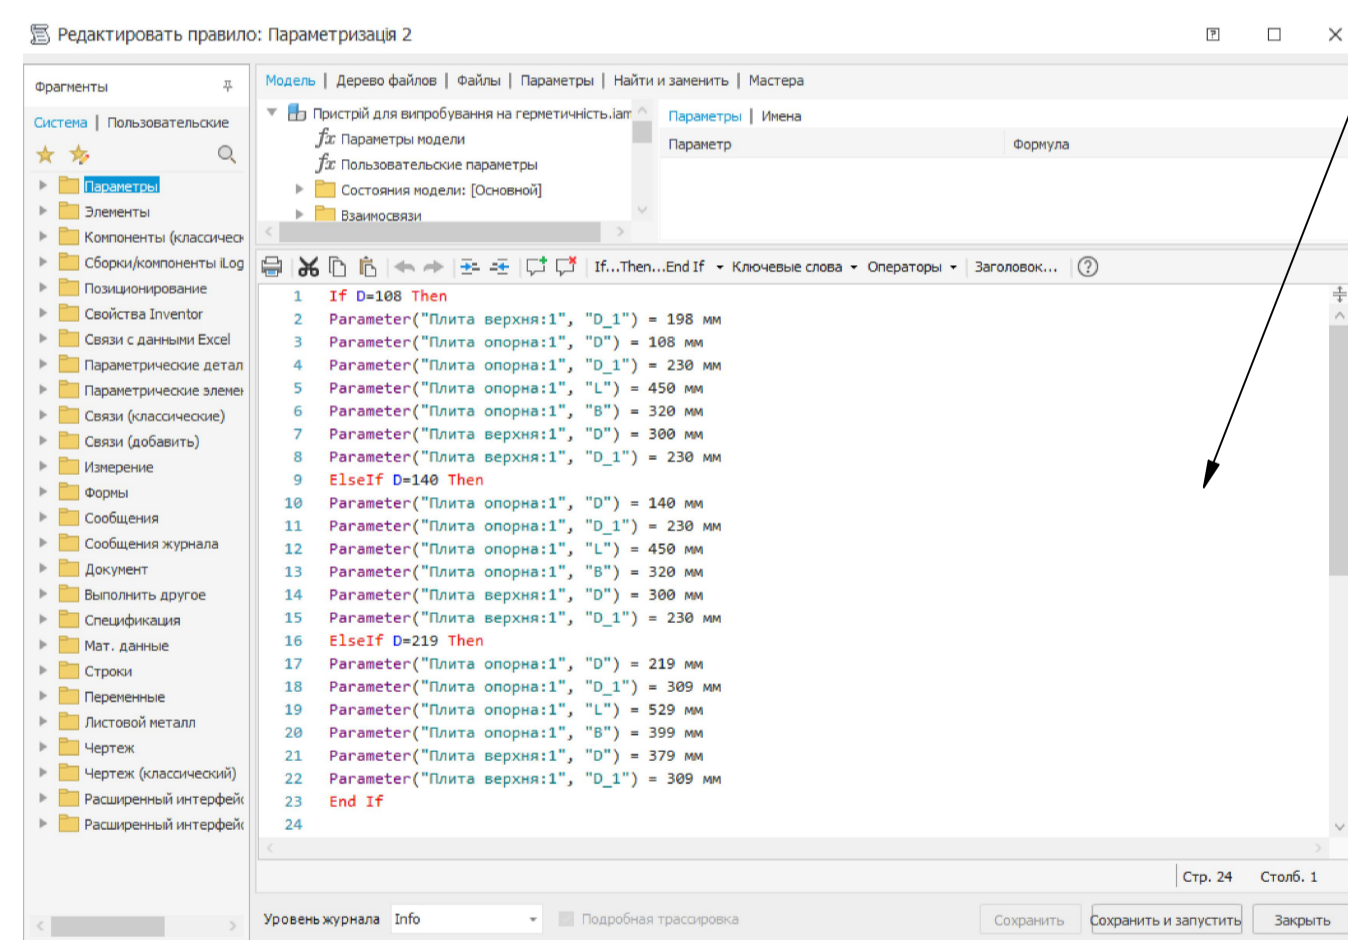 Редактировать правило: Параметризація 2
Фрагменты
Система | Пользовательские
Параметры
Элементы
Компоненты (классическ
Сборки/компоненты iLog
Позиционирование
Свойства Inventor
Связи с данными Excel
Параметрические детал
Параметрические элемен
Связи (классические)
Связи (добавить)
Измерение
Формы
Сообщения
Сообщения журнала
Документ
Выполнить другое
Спецификация
Мат. данные
Строки
Переменные
Листовой металл
Чертеж
Чертеж (классический)
Расширенный интерфейс
Расширенный интерфейс
Модель | Дерево файлов | Файлы | Параметры | Найти и заменить | Мастера
Пристрій для випробування на герметичність.iam
fx Параметры модели
fx Пользовательские параметры
Состояния модели: [Основной]
Взаимосвязи
Параметры | Имена
Параметр Формула
If...Then...End If Ключевые слова Операторы Заголовок...
1 If D=108 Then
2 Parameter("Плита верхня:1", "D_1") = 198 мм
3 Parameter("Плита опорна:1", "D") = 108 мм
4 Parameter("Плита опорна:1", "D_1") = 230 мм
5 Parameter("Плита опорна:1", "L") = 450 мм
6 Parameter("Плита опорна:1", "B") = 320 мм
7 Parameter("Плита верхня:1", "D") = 300 мм
8 Parameter("Плита верхня:1", "D_1") = 230 мм
9 ElseIf D=140 Then
10 Parameter("Плита опорна:1", "D") = 140 мм
11 Parameter("Плита опорна:1", "D_1") = 230 мм
12 Parameter("Плита опорна:1", "L") = 450 мм
13 Parameter("Плита опорна:1", "B") = 320 мм
14 Parameter("Плита верхня:1", "D") = 300 мм
15 Parameter("Плита верхня:1", "D_1") = 230 мм
16 ElseIf D=219 Then
17 Parameter("Плита опорна:1", "D") = 219 мм
18 Parameter("Плита опорна:1", "D_1") = 309 мм
19 Parameter("Плита опорна:1", "L") = 529 мм
20 Parameter("Плита опорна:1", "B") = 399 мм
21 Parameter("Плита верхня:1", "D") = 379 мм
22 Parameter("Плита верхня:1", "D_1") = 309 мм
23 End If
24
Стр. 24 Столб. 1
Уровень журнала Info Подробная трассировка Сохранить Сохранить и запустить Закрыть